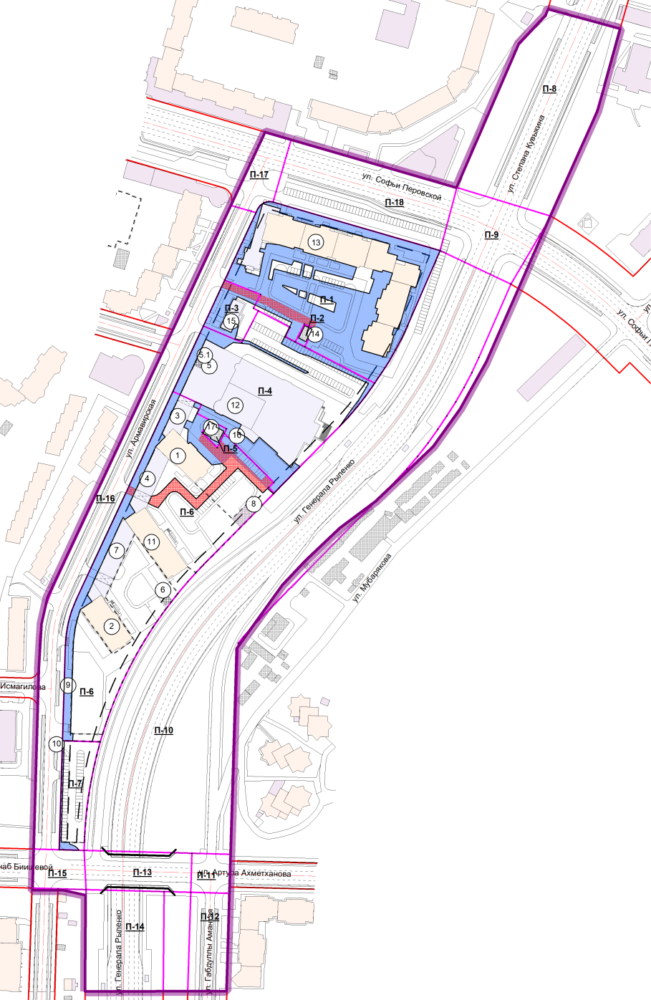 П-8
ул. Степана Кувыкина
П-17
ул. Софьи Перовской
П-18
П-9
13
П-1
П-3
П-2
15
14
ул. Софьи П
5.1
5
П-4
12
3
17
16
П-5
1
ул. Армавирская
4
П-16
П-6
8
ул. Генерала Рыленко
11
7
6
ул. Мубарякова
2
9
Исмагилова
П-6
П-10
10
П-7
наб Биишевой
П-15
П-13
П-11
ул. Артура Ахметханова
П-12
П-14
ул. Генерала Рыленко
ул. Габдуллы Амантая